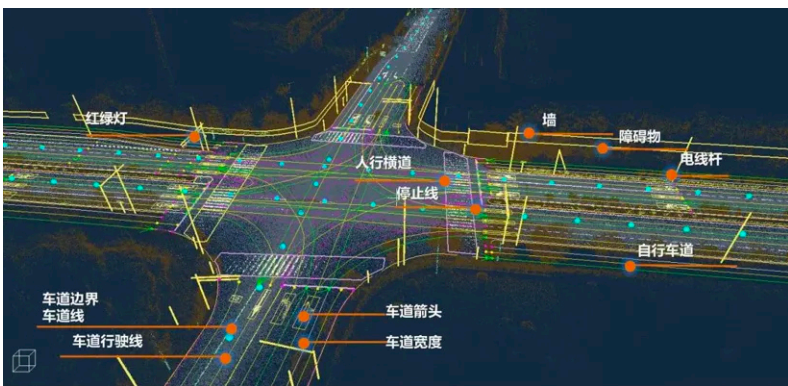 红绿灯
墙
障碍物
人行横道
电线杆
停止线
自行车道
车道边界
车道线
车道箭头
车道行驶线
车道宽度